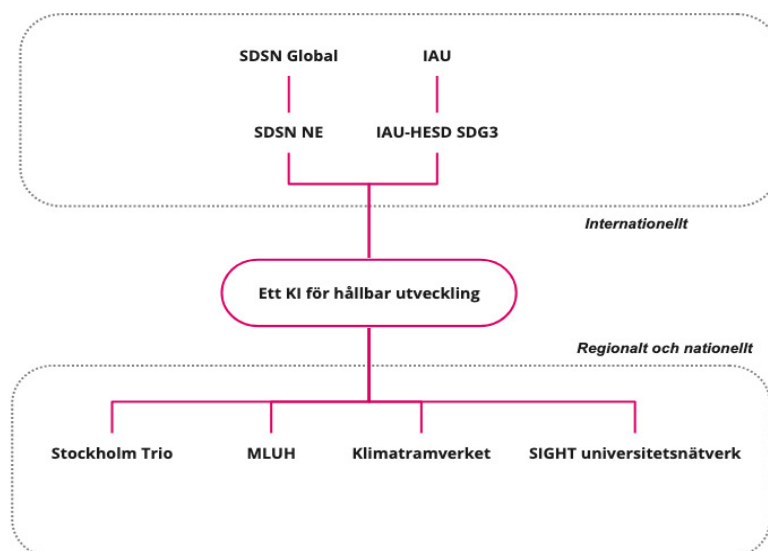 SDSN Global
IAU
SDSN NE
IAU-HESD SDG3
Internationellt
Ett KI för hållbar utveckling
Regionalt och nationellt
Stockholm Trio
MLUH
Klimatramverket
SIGHT universitetsnätverk